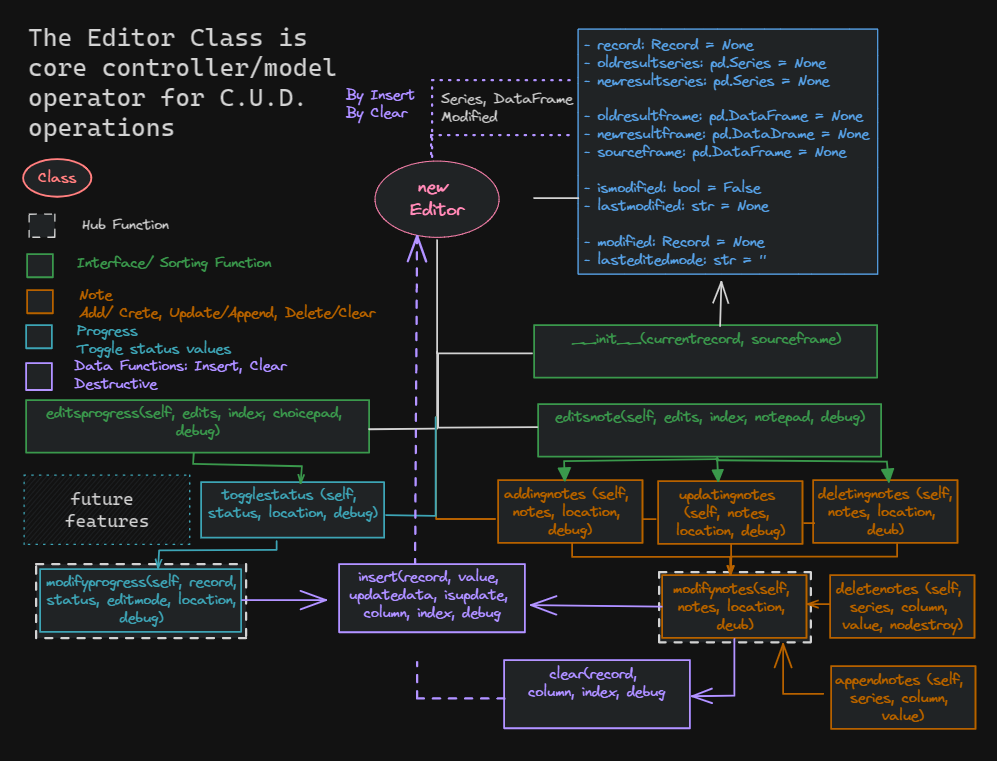 The Editor Class is
core controller/model
operator for C.U.D.
operations
Class
Hub Function
Interface/ Sorting Function
Note
Add/ Crete, Update/Append, Delete/Clear
Progress
Toggle status values
Data Functions: Insert, Clear
Destructive
By Insert
By Clear
Series, DataFrame
Modified
new
Editor
- record: Record = None
- oldresultseries: pd.Series = None
- newresultseries: pd.Series = None
- oldresultframe: pd.DataFrame = None
- newresultframe: pd.DataDrame = None
- sourceframe: pd.DataFrame = None
- ismodified: bool = False
- lastmodified: str = None
- modified: Record = None
- lasteditedmode: str = ''
__init__(currentrecord, sourceframe)
editsprogress(self, edits, index, choicepad,
debug)
editsnote(self, edits, index, notepad, debug)
future
features
togglestatus (self,
status, location, debug)
addingnotes (self,
notes, location,
debug)
updatingnotes
(self, notes,
location, debug)
deletingnotes (self,
notes, location,
deub)
modifyprogress(self, record,
status, editmode, location,
debug)
insert(record, value,
updatedata, isupdate,
column, index, debug
modifynotes(self,
notes, location,
deub)
deletenotes (self,
series, column,
value, nodestroy)
clear(record,
column, index, debug
appendnotes (self,
series, column,
value)